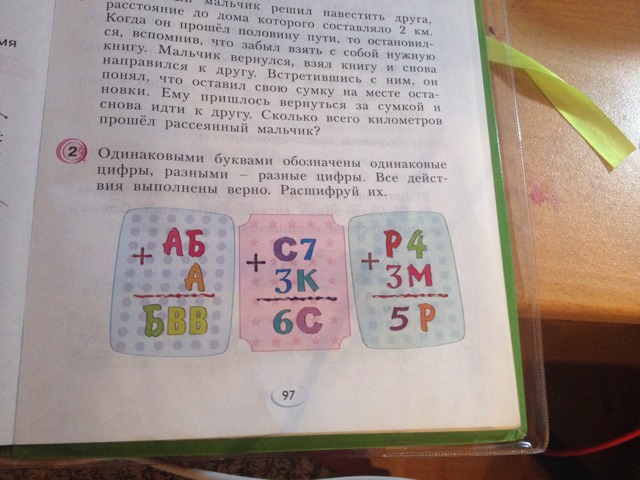 мальчик решил навестить друга,
расстояние до дома которого составляло 2 км.
Когда он прошёл половину пути, то остановил-
ся, вспомнив, что забыл взять с собой нужную
книгу. Мальчик вернулся, взял книгу и снова
направился к другу. Встретившись с ним, он
понял, что оставил свою сумку на месте оста-
новки. Ему пришлось вернуться за сумкой и
снова идти к другу. Сколько всего километров
прошёл рассеянный мальчик?
2 Одинаковыми буквами обозначены одинаковые
цифры, разными – разные цифры. Все дейст-
вия выполнены верно. Расшифруй их.
+ АБ
А
БВВ
+ С7
3К
6С
+ Р4
3М
5Р
97